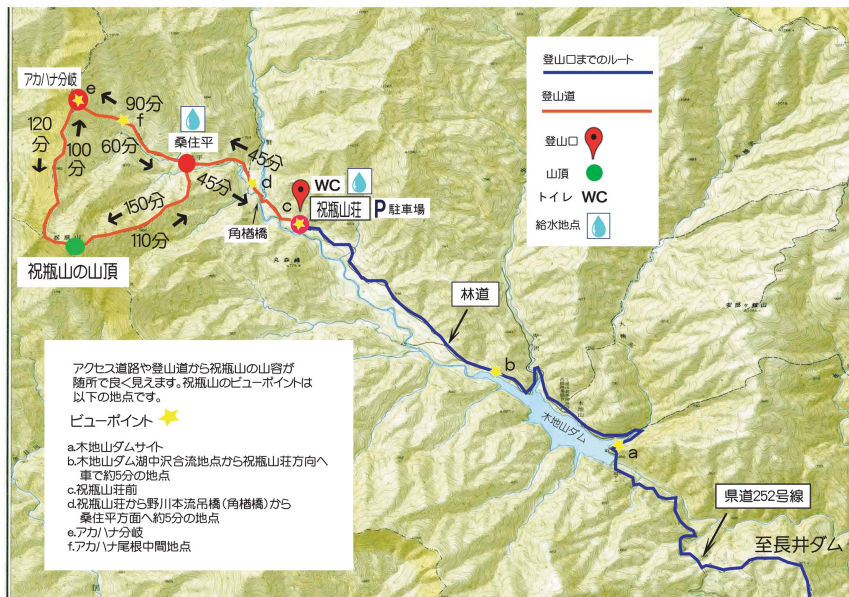 アカハナ分岐
e
90分
f
120
分
100
分
60分
桑住平
45分
d
45分
150分
110分
祝瓶山の山頂
角楢橋
c
WC
祝瓶山荘
P 駐車場
林道
b
木地山ダム
a
県道252号線
至長井ダム
登山口までのルート
登山道
登山口
山頂
トイレ WC
給水地点
アクセス道路や登山道から祝瓶山の山容が
随所で良く見えます。祝瓶山のビューポイントは
以下の地点です。
ビューポイント
a.木地山ダムサイト
b.木地山ダム湖中沢合流地点から祝瓶山荘方向へ
車で約5分の地点
c.祝瓶山荘前
d.祝瓶山荘から野川本流吊橋(角楢橋)から
桑住平方面へ約5分の地点
e.アカハナ分岐
f.アカハナ尾根中間地点